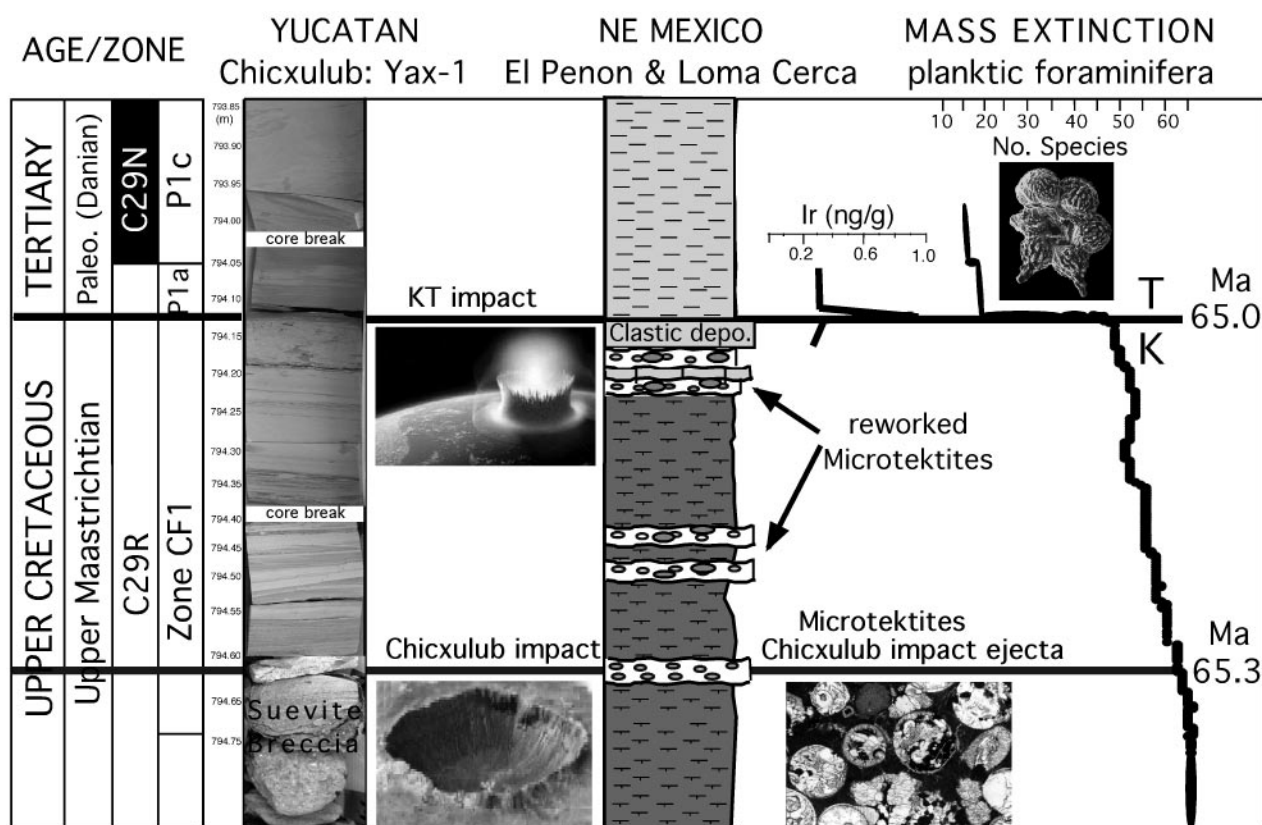 AGE/ZONE
YUCATAN
Chicxulub: Yax-1
NE MEXICO
El Penon & Loma Cerca
MASS EXTINCTION
planktic foraminifera
TERTIARY
Paleo. (Danian)
C29N
P1c
P1a
UPPER CRETACEOUS
Upper Maastrichtian
C29R
Zone CF1
793.85
(m)
793.90
793.95
794.00
core break
794.05
794.10
794.15
794.20
794.25
794.30
794.35
794.40
core break
794.45
794.50
794.55
794.60
794.65
794.75
Suevite
Breccia
KT impact
Chicxulub impact
Clastic depo.
reworked
Microtektites
Microtektites
Chicxulub impact ejecta
Ir (ng/g)
0.2 0.6 1.0
10 20 30 40 50 60
No. Species
T
K
Ma
65.0
Ma
65.3